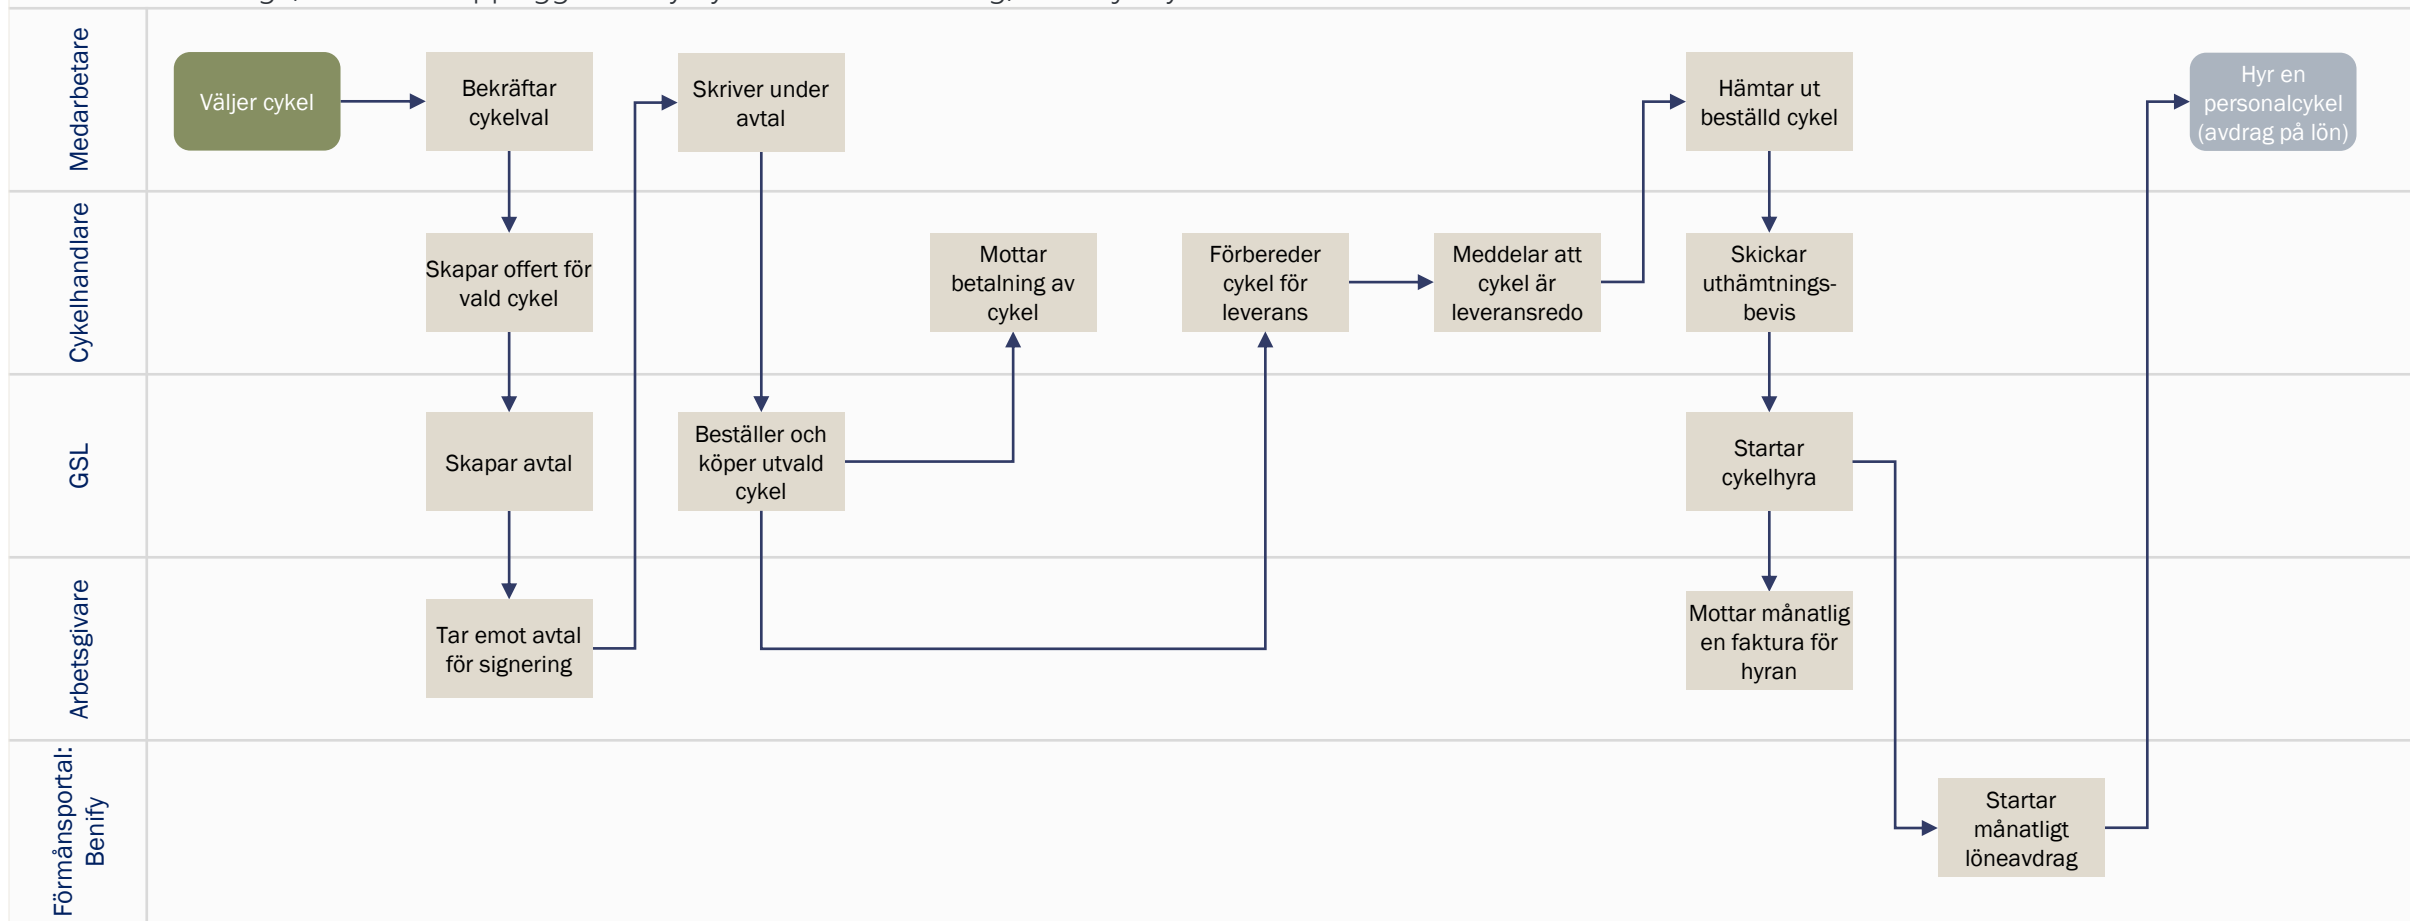 Medarbetare
Väljer cykel
Bekräftar
cykelval
Skriver under
avtal
Hämtar ut
beställd cykel
Hyr en
personalcykel
(avdrag på lön)
Cykelhandlare
Skapar offert för
vald cykel
Mottar
betalning av
cykel
Förbereder
cykel för
leverans
Meddelar att
cykel är
leveransredo
Skickar
uthämtnings-
bevis
GSL
Skapar avtal
Beställer och
köper utvald
cykel
Startar
cykelhyra
Arbetsgivare
Tar emot avtal
för signering
Mottar månatlig
en faktura för
hyran
Förmånsportal:
Benify
Startar
månatligt
löneavdrag